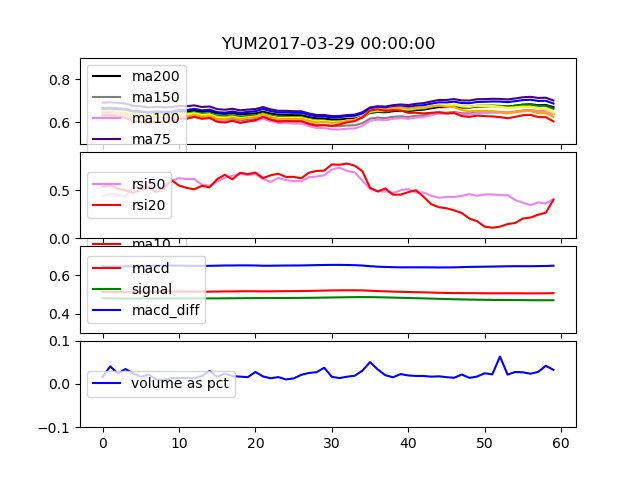 YUM2017-03-29 00:00:00
0.8
0.6
ma200
ma150
ma100
ma75
0.5
0.0
rsi50
rsi20
ma10
0.6
0.4
macd
signal
macd_diff
0.1
0.0
−0.1
volume as pct
0 10 20 30 40 50 60